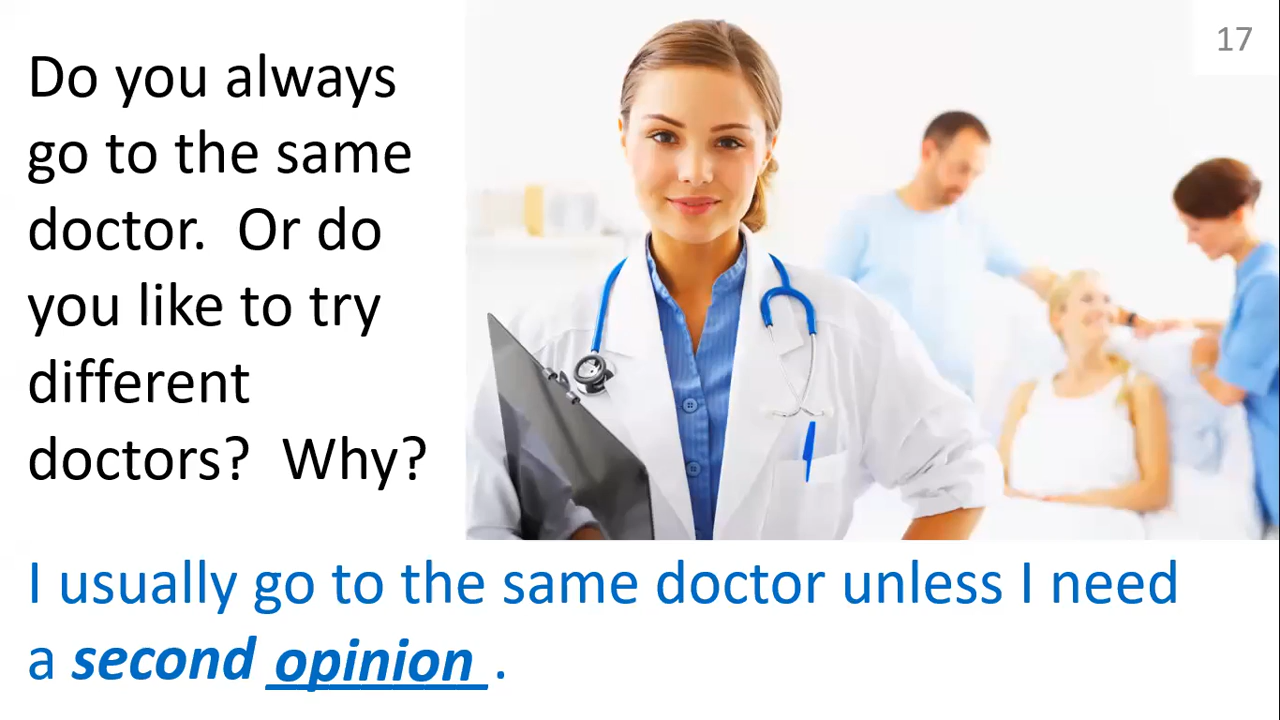 17
Do you always
go to the same
doctor.  Or do
you like to try
different
doctors?  Why?
I usually go to the same doctor unless I need
a second opinion .